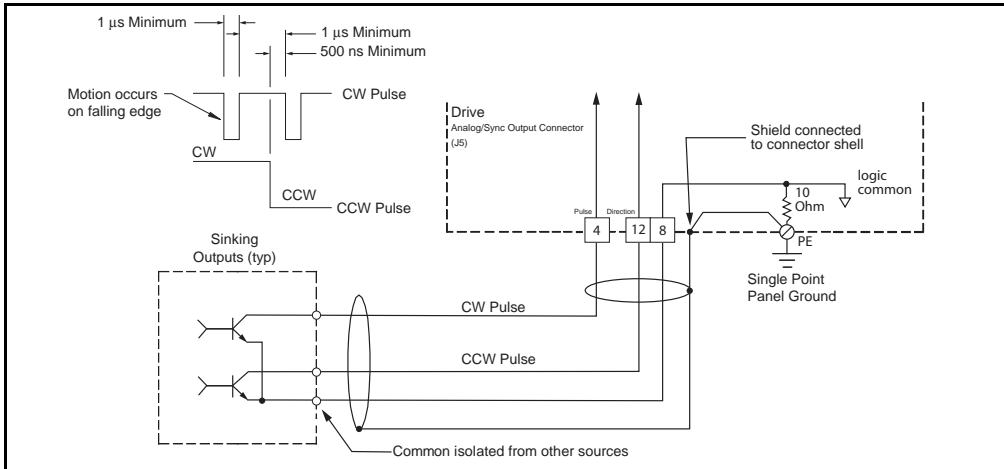 1 μs Minimum
1 μs Minimum
500 ns Minimum
Motion occurs
on falling edge
CW Pulse
CW
CCW
CCW Pulse
Drive
Analog/Sync Output Connector
(J5)
Shield connected
to connector shell
logic
common
10
Ohm
Pulse
Direction
4
12
8
PE
Single Point
Panel Ground
Sinking
Outputs (typ)
CW Pulse
CCW Pulse
Common isolated from other sources